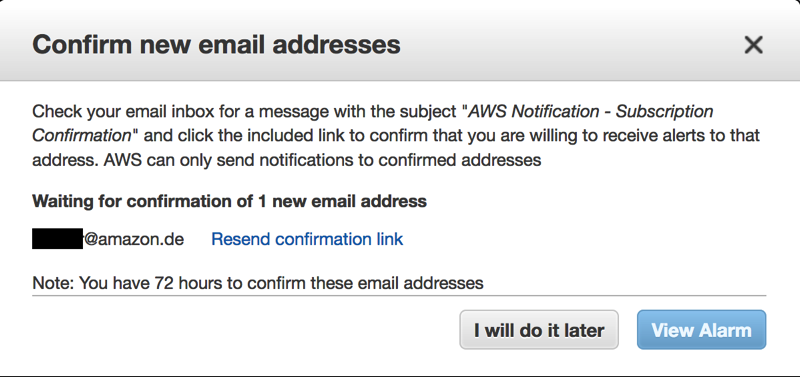 Confirm new email addresses
Check your email inbox for a message with the subject "AWS Notification - Subscription
Confirmation" and click the included link to confirm that you are willing to receive alerts to that
address. AWS can only send notifications to confirmed addresses
Waiting for confirmation of 1 new email address
@amazon.de Resend confirmation link
Note: You have 72 hours to confirm these email addresses
I will do it later View Alarm